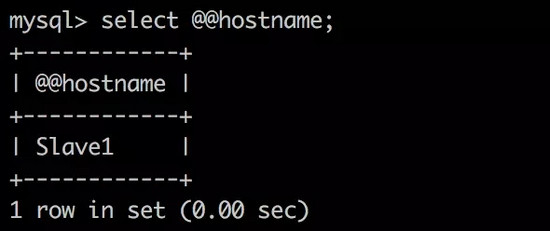 mysql> select @@hostname;
+------------+
| @@hostname |
+------------+
| Slave1     |
+------------+
1 row in set (0.00 sec)